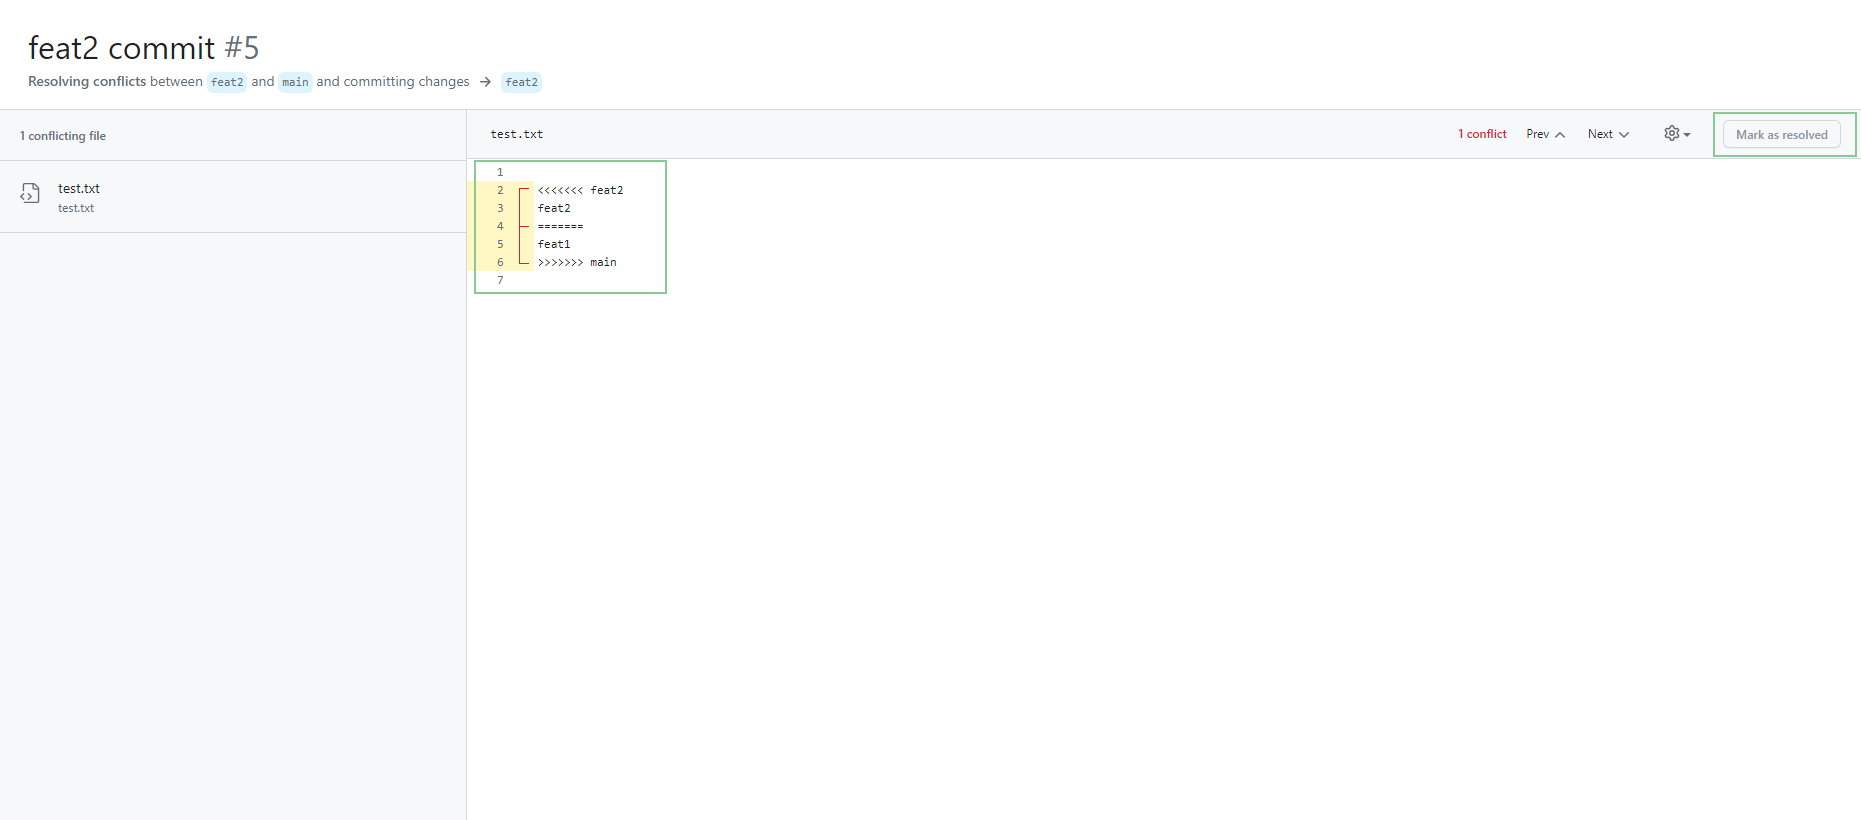 feat2 commit #5
Resolving conflicts between feat2 and main and committing changes → feat2
1 conflicting file
test.txt
test.txt
test.txt
1 conflict Prev Next
Mark as resolved
1
2 <<<<<<< feat2
3 feat2
4 =======
5 feat1
6 >>>>>>> main
7